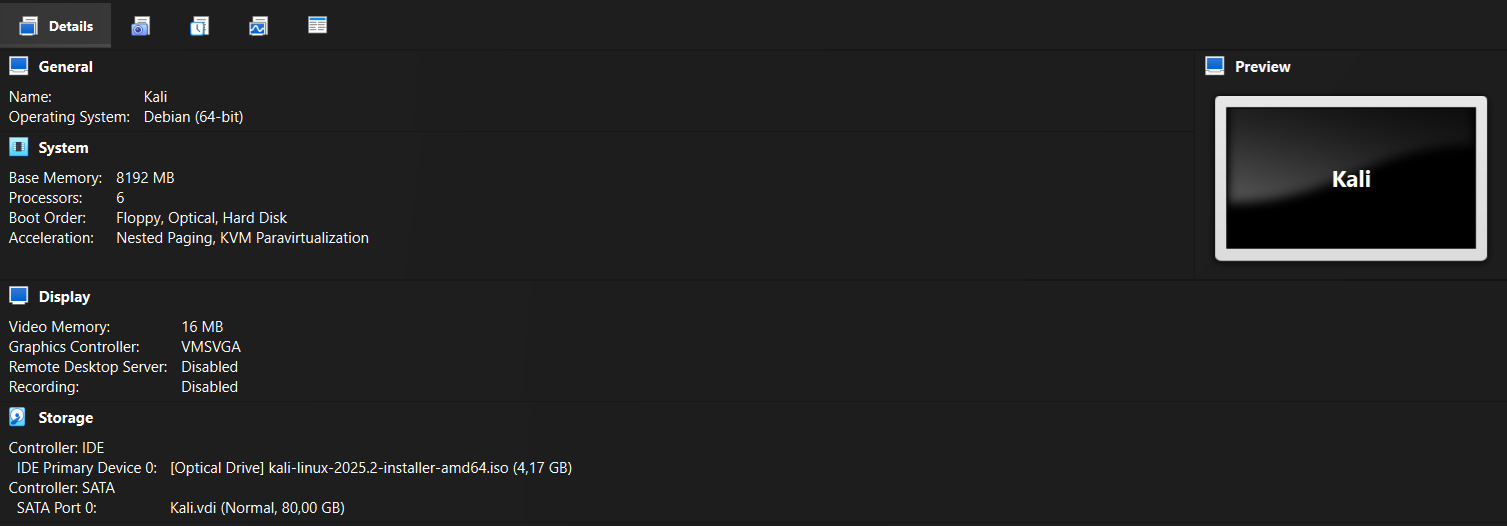 Details
General
Name: Kali
Operating System: Debian (64-bit)
System
Base Memory: 8192 MB
Processors: 6
Boot Order: Floppy, Optical, Hard Disk
Acceleration: Nested Paging, KVM Paravirtualization
Preview
Kali
Display
Video Memory: 16 MB
Graphics Controller: VMSVGA
Remote Desktop Server: Disabled
Recording: Disabled
Storage
Controller: IDE
IDE Primary Device 0: [Optical Drive] kali-linux-2025.2-installer-amd64.iso (4,17 GB)
Controller: SATA
SATA Port 0: Kali.vdi (Normal, 80,00 GB)